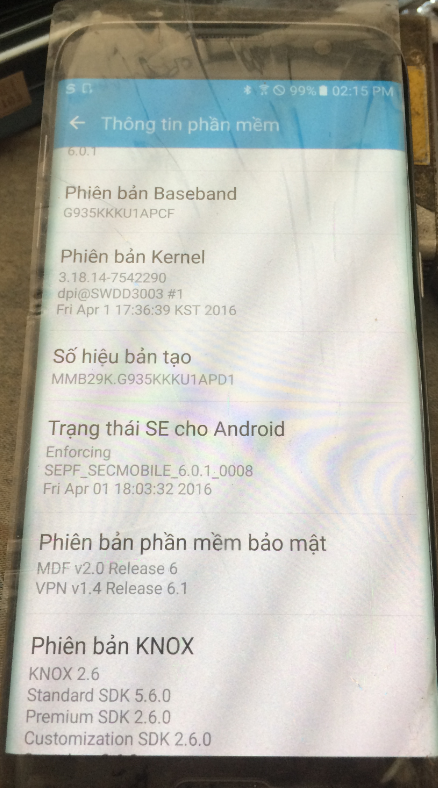 99% 02:15 PM
Thông tin phần mềm
6.0.1
Phiên bản Baseband
G935KKKU1APCF
Phiên bản Kernel
3.18.14-7542290
dpi@SWDD3003 #1
Fri Apr 1 17:36:39 KST 2016
Số hiệu bản tạo
MMB29K.G935KKKU1APD1
Trạng thái SE cho Android
Enforcing
SEPF_SECMOBILE_6.0.1_0008
Fri Apr 01 18:03:32 2016
Phiên bản phần mềm bảo mật
MDF v2.0 Release 6
VPN v1.4 Release 6.1
Phiên bản KNOX
KNOX 2.6
Standard SDK 5.6.0
Premium SDK 2.6.0
Customization SDK 2.6.0